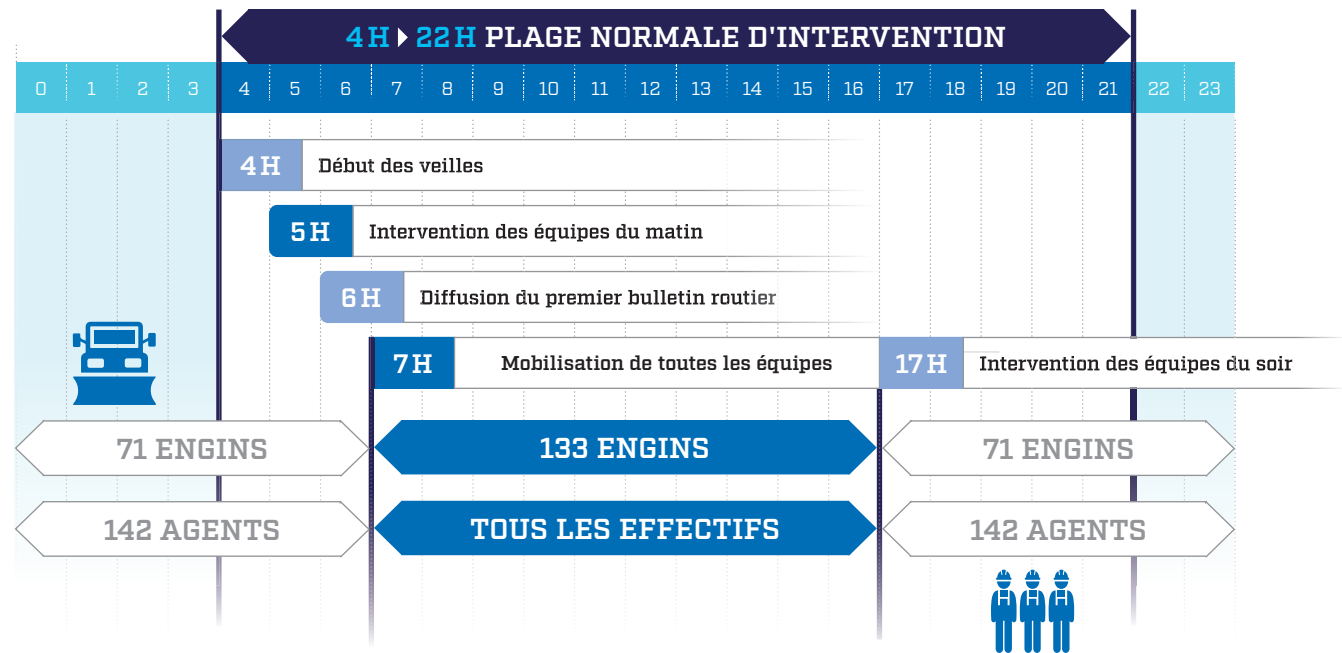 4 H 22 H PLAGE NORMALE D'INTERVENTION
0 1 2 3 4 5 6 7 8 9 10 11 12 13 14 15 16 17 18 19 20 21 22 23
4 H Début des veilles
5 H Intervention des équipes du matin
6 H Diffusion du premier bulletin routier
7 H Mobilisation de toutes les équipes 17 H Intervention des équipes du soir
71 ENGINS 133 ENGINS 71 ENGINS
142 AGENTS TOUS LES EFFECTIFS 142 AGENTS